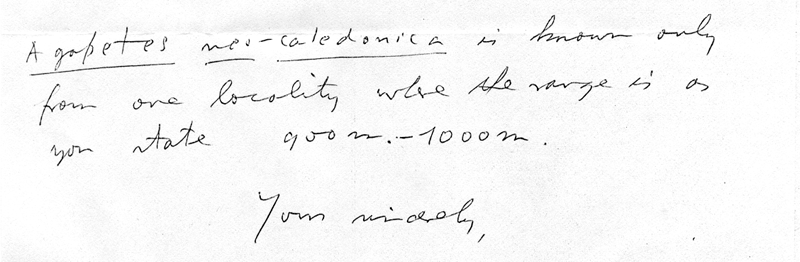 Agapetes neo-caledonica is known only
from one locality where the range is as
you state 900m.-1000m.
Yours sincerely,